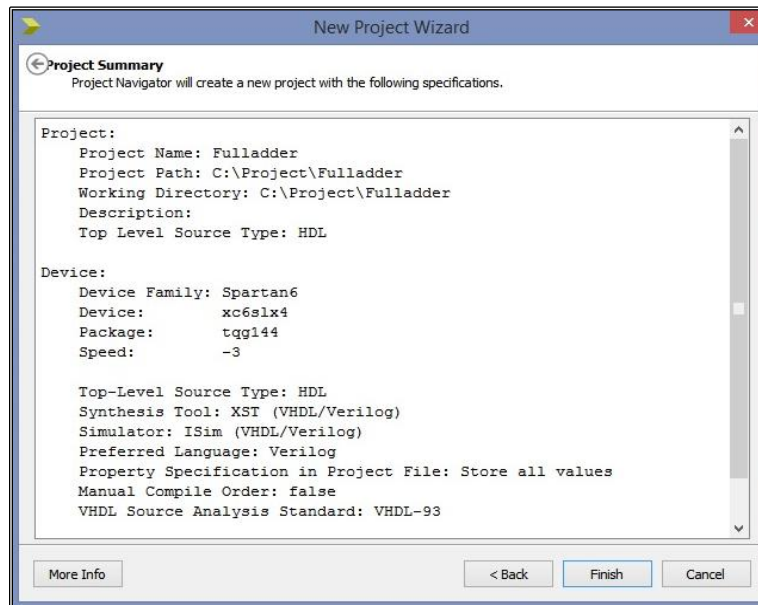 New Project Wizard
Project Summary
Project Navigator will create a new project with the following specifications.
Project:
Project Name: Fulladder
Project Path: C:\Project\Fulladder
Working Directory: C:\Project\Fulladder
Description:
Top Level Source Type: HDL
Device:
Device Family: Spartan6
Device: xc6slx4
Package: tqg144
Speed: -3
Top-Level Source Type: HDL
Synthesis Tool: XST (VHDL/Verilog)
Simulator: ISim (VHDL/Verilog)
Preferred Language: Verilog
Property Specification in Project File: Store all values
Manual Compile Order: false
VHDL Source Analysis Standard: VHDL-93
More Info < Back Finish Cancel